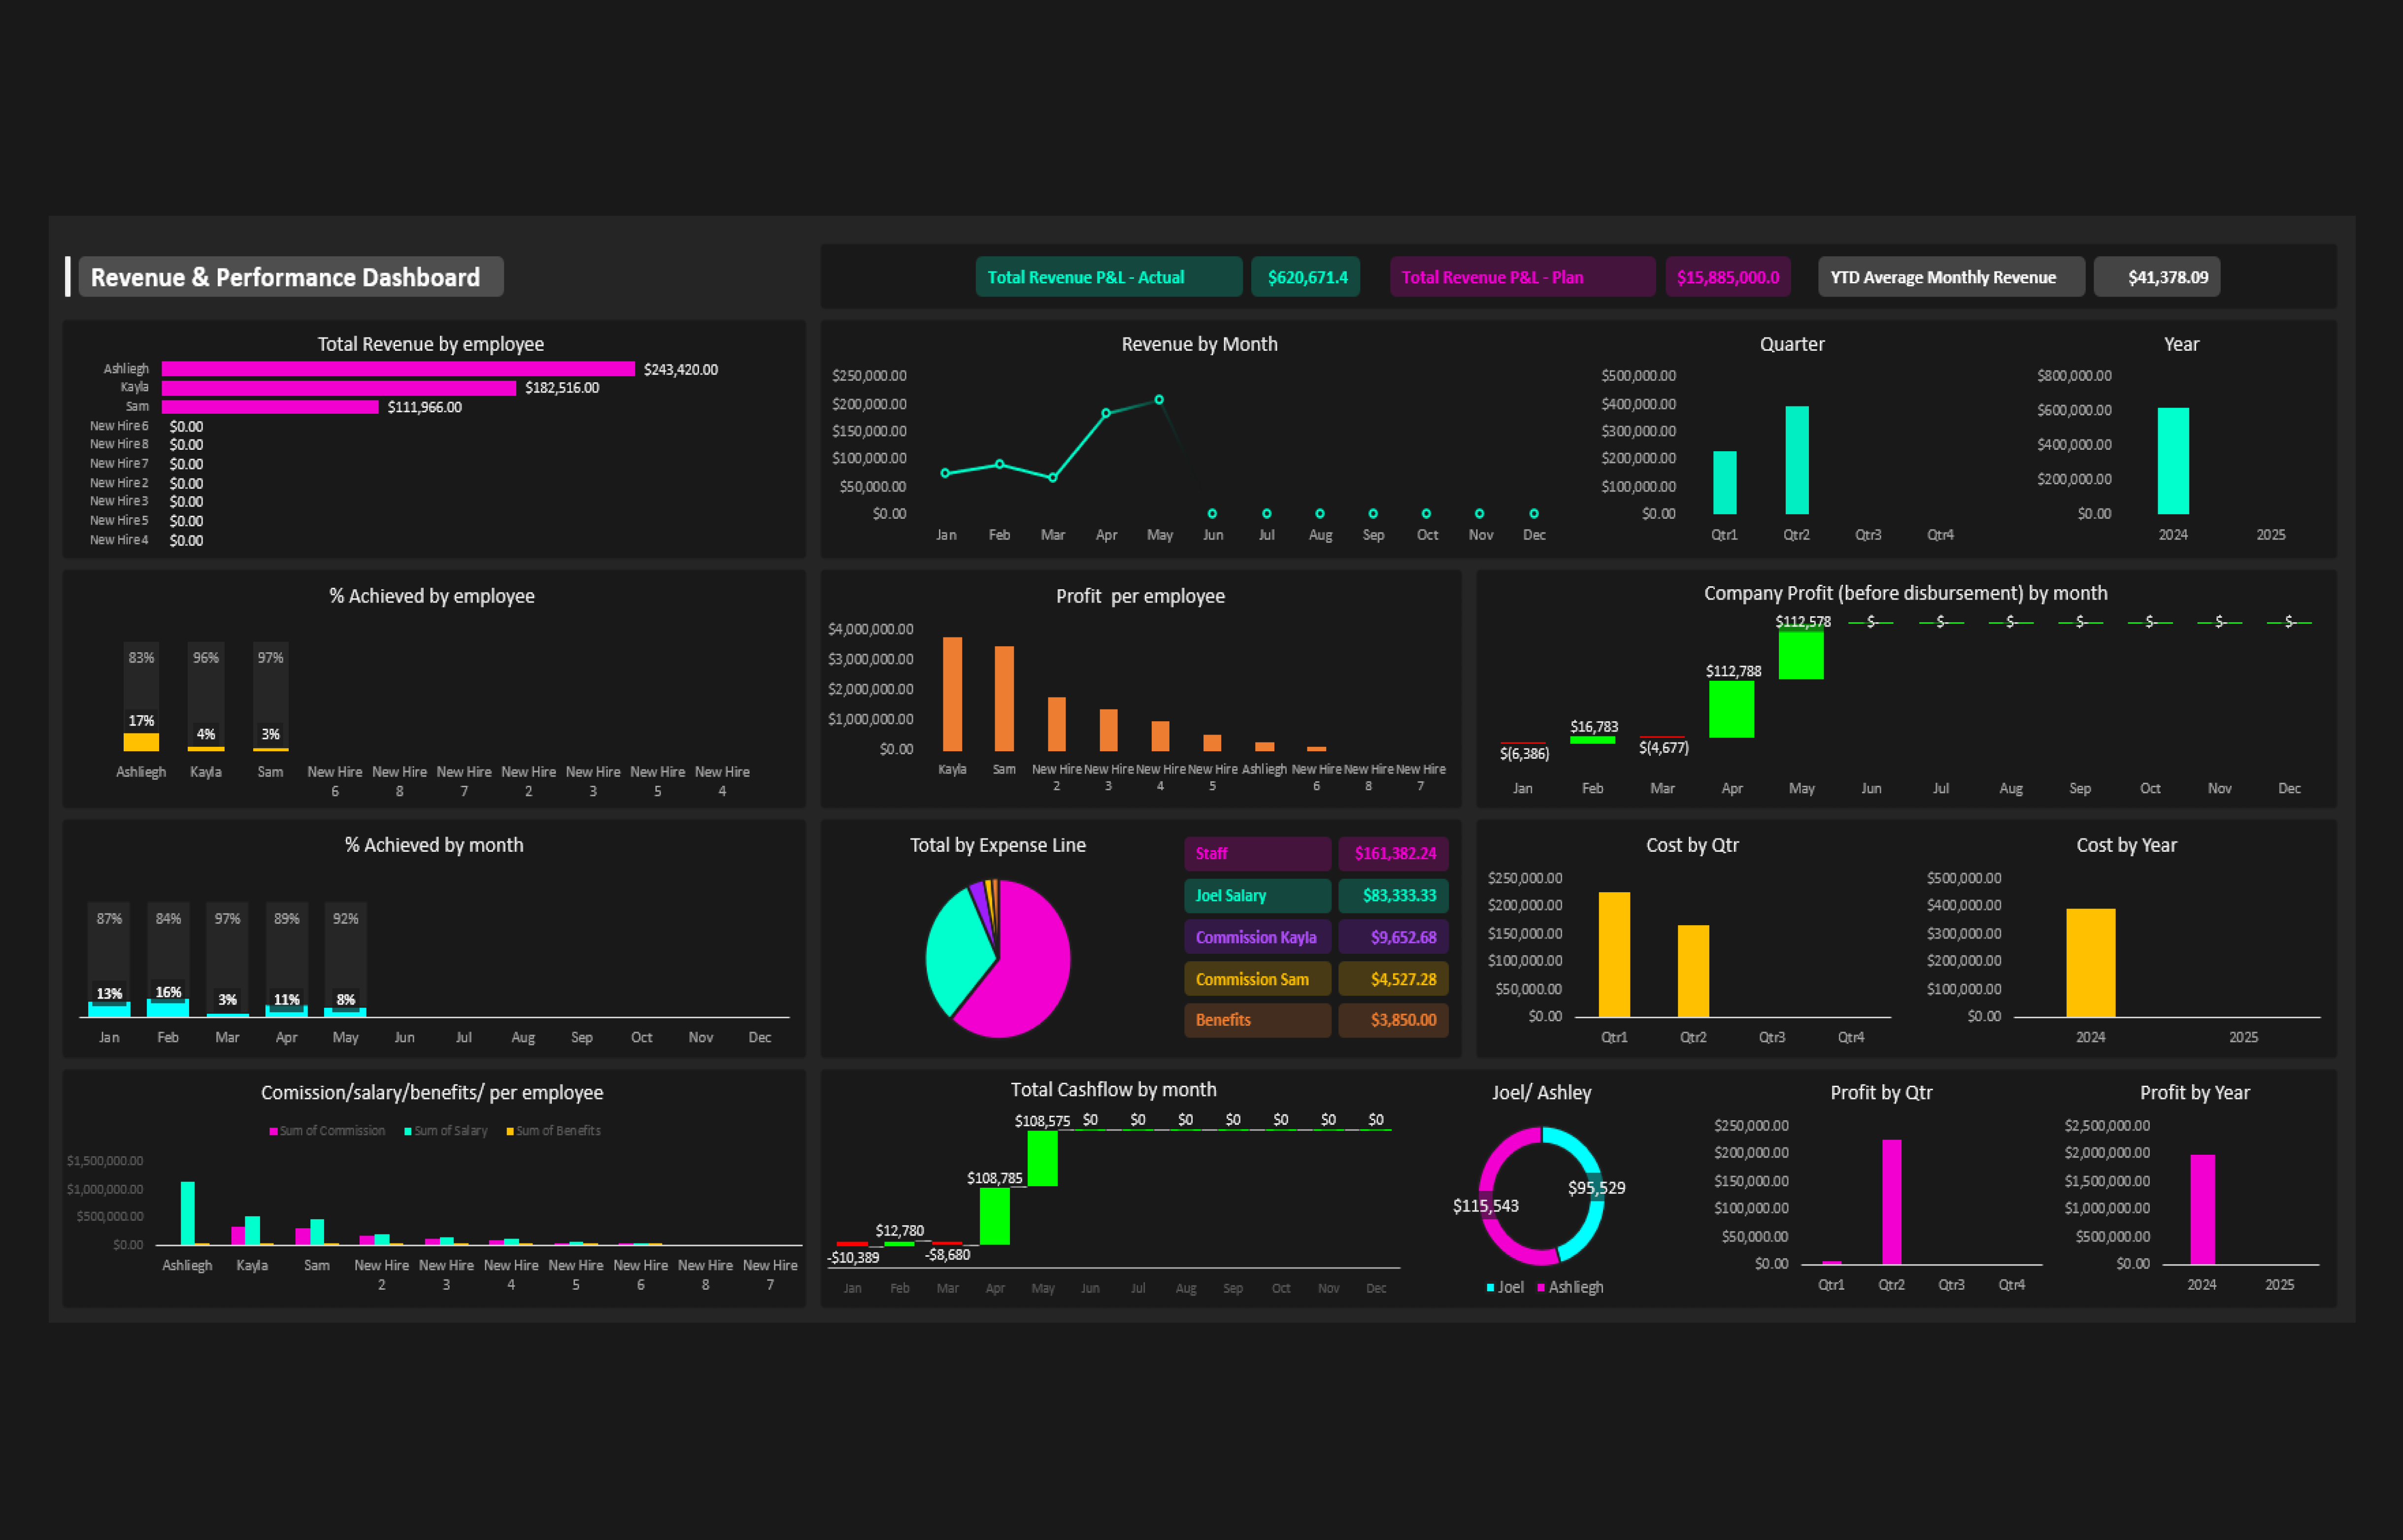 Revenue & Performance Dashboard
Total Revenue P&L - Actual $620,671.4 Total Revenue P&L - Plan $15,885,000.0 YTD Average Monthly Revenue $41,378.09
Total Revenue by employee
Ashliegh $243,420.00
Kayla $182,516.00
Sam $111,966.00
New Hire 6 $0.00
New Hire 8 $0.00
New Hire 7 $0.00
New Hire 2 $0.00
New Hire 3 $0.00
New Hire 5 $0.00
New Hire 4 $0.00
Revenue by Month
$250,000.00
$200,000.00
$150,000.00
$100,000.00
$50,000.00
$0.00
Jan Feb Mar Apr May Jun Jul Aug Sep Oct Nov Dec
Quarter
$500,000.00
$400,000.00
$300,000.00
$200,000.00
$100,000.00
$0.00
Qtr1 Qtr2 Qtr3 Qtr4
Year
$800,000.00
$600,000.00
$400,000.00
$200,000.00
$0.00
2024 2025
% Achieved by employee
83% 96% 97%
17% 4% 3%
Ashliegh Kayla Sam New Hire New Hire New Hire New Hire New Hire New Hire New Hire
6 8 7 2 3 5 4
Profit per employee
$4,000,000.00
$3,000,000.00
$2,000,000.00
$1,000,000.00
$0.00
Kayla Sam New Hire New Hire New Hire New Hire Ashliegh New Hire New Hire New Hire
2 3 4 5 6 8 7
Company Profit (before disbursement) by month
$112,578 $- $- $- $- $- $- $-
$112,788
$16,783
$(6,386) $(4,677)
Jan Feb Mar Apr May Jun Jul Aug Sep Oct Nov Dec
% Achieved by month
87% 84% 97% 89% 92%
13% 16% 3% 11% 8%
Jan Feb Mar Apr May Jun Jul Aug Sep Oct Nov Dec
Total by Expense Line
Staff $161,382.24
Joel Salary $83,333.33
Commission Kayla $9,652.68
Commission Sam $4,527.28
Benefits $3,850.00
Cost by Qtr
$250,000.00
$200,000.00
$150,000.00
$100,000.00
$50,000.00
$0.00
Qtr1 Qtr2 Qtr3 Qtr4
Cost by Year
$500,000.00
$400,000.00
$300,000.00
$200,000.00
$100,000.00
$0.00
2024 2025
Comission/salary/benefits/ per employee
Sum of Commission Sum of Salary Sum of Benefits
$1,500,000.00
$1,000,000.00
$500,000.00
$0.00
Ashliegh Kayla Sam New Hire New Hire New Hire New Hire New Hire New Hire New Hire
2 3 4 5 6 8 7
Total Cashflow by month
$108,575 $0 $0 $0 $0 $0 $0 $0
$108,785
$12,780
-$10,389 -$8,680
Jan Feb Mar Apr May Jun Jul Aug Sep Oct Nov Dec
Joel/ Ashley
$95,529
$115,543
Joel Ashliegh
Profit by Qtr
$250,000.00
$200,000.00
$150,000.00
$100,000.00
$50,000.00
$0.00
Qtr1 Qtr2 Qtr3 Qtr4
Profit by Year
$2,500,000.00
$2,000,000.00
$1,500,000.00
$1,000,000.00
$500,000.00
$0.00
2024 2025